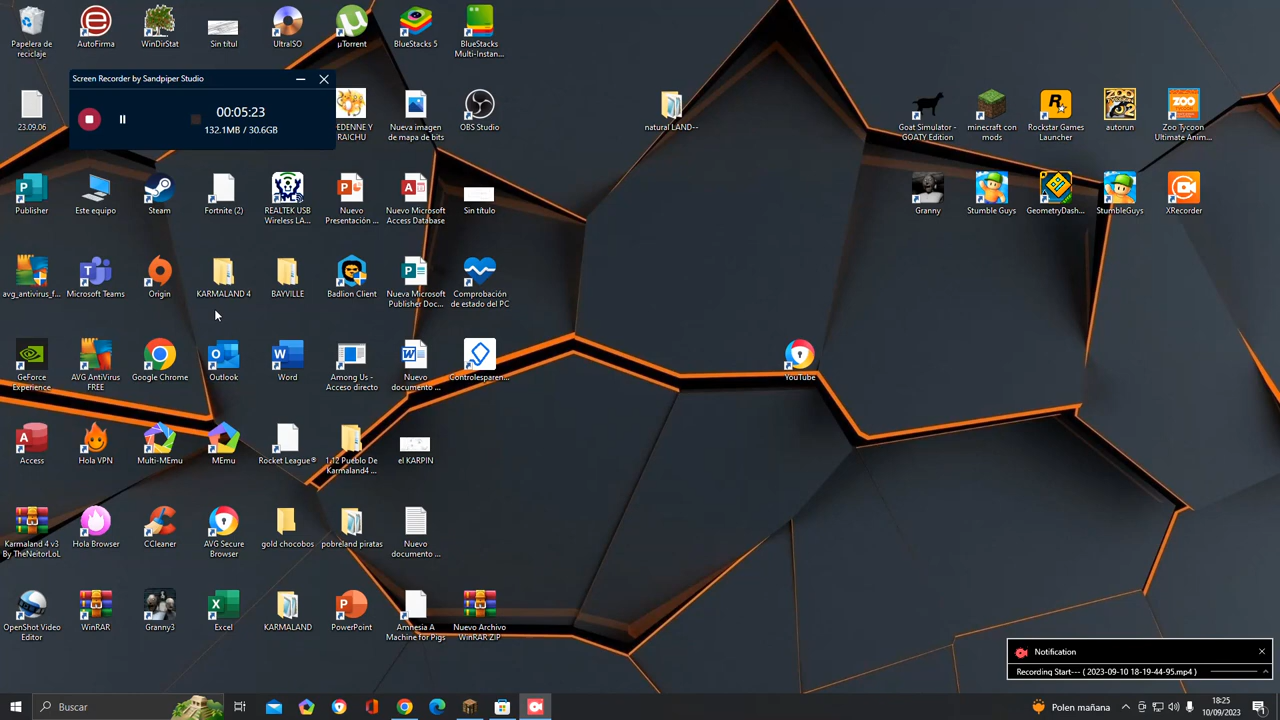 Papelera de reciclaje
AutoFirma
WinDirStat
Sin títul
UltraISO
µTorrent
BlueStacks 5
BlueStacks Multi-Instan...
Screen Recorder by Sandpiper Studio
00:05:23
132.1MB / 30.6GB
23.09.06
DEDENNE Y RAICHU
Nueva imagen de mapa de bits
OBS Studio
natural LAND--
Goat Simulator - GOATY Edition
minecraft con mods
Rockstar Games Launcher
autorun
Zoo Tycoon Ultimate Anim...
Publisher
Este equipo
Steam
Fortnite (2)
REALTEK USB Wireless LA...
Nuevo Presentación ...
Nuevo Microsoft Access Database
Sin título
Granny
Stumble Guys
GeometryDash...
StumbleGuys
XRecorder
avg_antivirus_f...
Microsoft Teams
Origin
KARMALAND 4
BAYVILLE
Badlion Client
Nueva Microsoft Publisher Doc...
Comprobación de estado del PC
GeForce Experience
AVG AntiVirus FREE
Google Chrome
Outlook
Word
Among Us - Acceso directo
Nuevo documento ...
Controlesparen...
YouTube
Access
Hola VPN
Multi-MEmu
MEmu
Rocket League®
1.12 Pueblo De Karmaland4 ...
el KARPIN
Karmaland 4 v3 By TheNeitorLoL
Hola Browser
CCleaner
AVG Secure Browser
gold chocobos
pobreland piratas
Nuevo documento ...
OpenShot Video Editor
WinRAR
Granny3
Excel
KARMALAND
PowerPoint
Amnesia A Machine for Pigs
Nuevo Archivo WinRAR ZIP
Notification
Recording Start--- ( 2023-09-10 18-19-44-95.mp4 )
Buscar
Polen mañana
18:25
10/09/2023